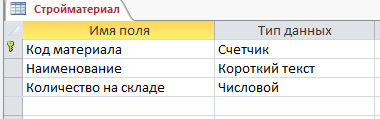 Стройматериал
Имя поля Тип данных
Код материала Счетчик
Наименование Короткий текст
Количество на складе Числовой